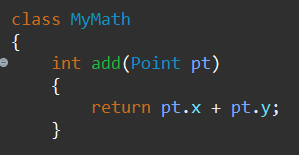 class MyMath
{
    int add(Point pt)
    {
        return pt.x + pt.y;
    }